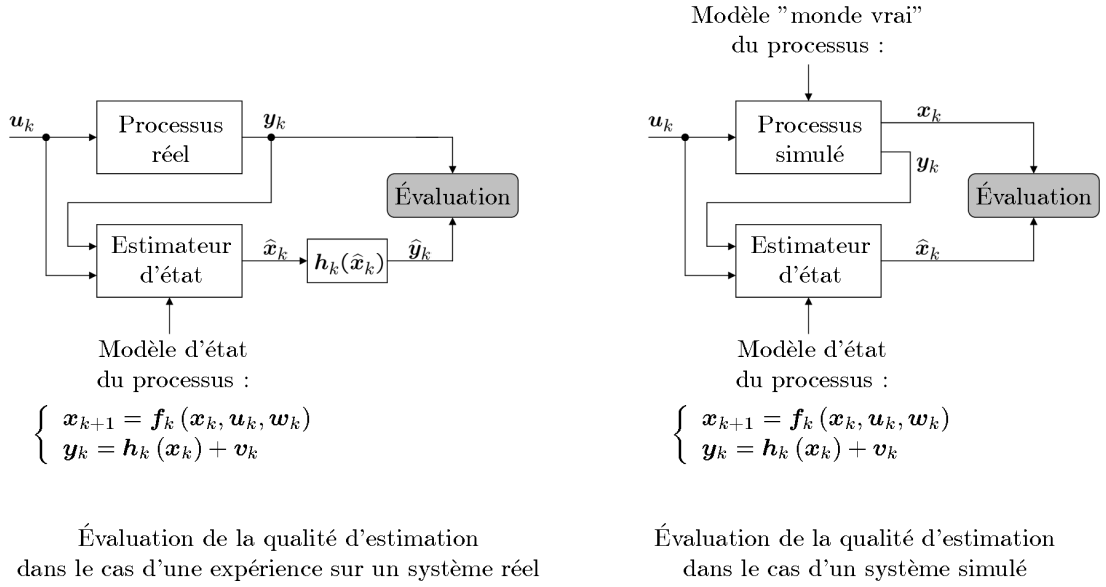 u_k
Processus
réel
y_k
Évaluation
Estimateur
d'état
x̂_k
h_k(x̂_k)
ŷ_k
Modèle d'état
du processus :
{ x_{k+1} = f_k (x_k, u_k, w_k)
y_k = h_k (x_k) + v_k
Évaluation de la qualité d'estimation
dans le cas d'une expérience sur un système réel
Modèle "monde vrai"
du processus :
u_k
Processus
simulé
x_k
y_k
Évaluation
Estimateur
d'état
x̂_k
Modèle d'état
du processus :
{ x_{k+1} = f_k (x_k, u_k, w_k)
y_k = h_k (x_k) + v_k
Évaluation de la qualité d'estimation
dans le cas d'un système simulé